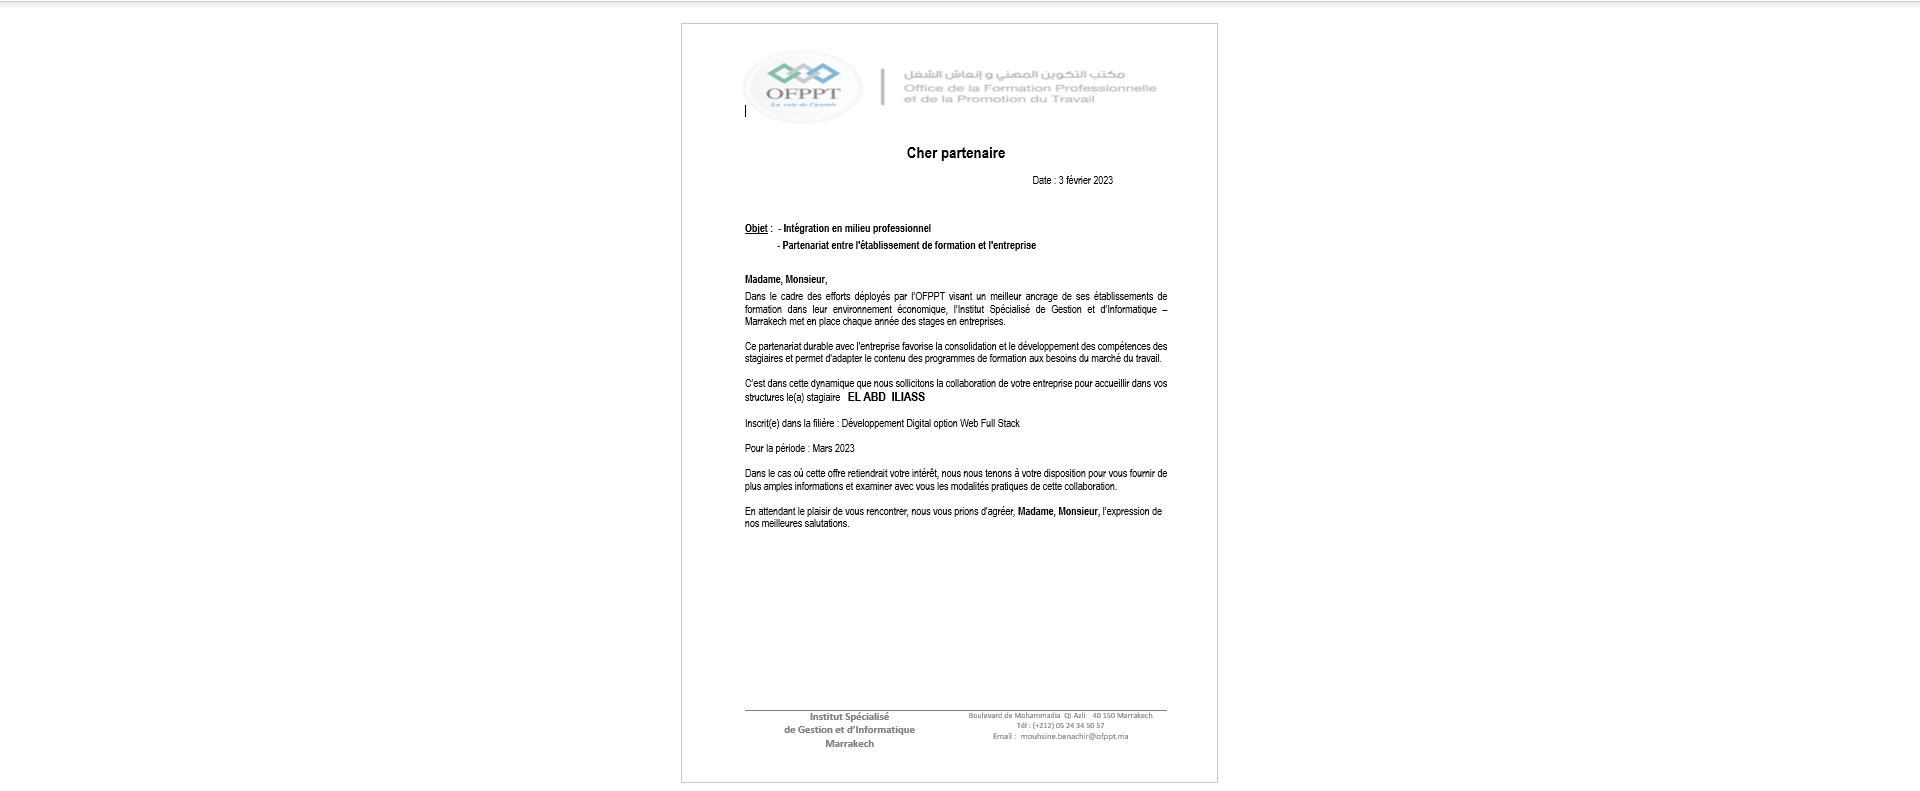 OFPPT
La voie de l'avenir
مكتب التكوين المهني و إنعاش الشغل
Office de la Formation Professionnelle
et de la Promotion du Travail
Cher partenaire
Date : 3 février 2023
Objet : - Intégration en milieu professionnel
- Partenariat entre l'établissement de formation et l'entreprise
Madame, Monsieur,
Dans le cadre des efforts déployés par l'OFPPT visant un meilleur ancrage de ses établissements de
formation dans leur environnement économique, l'Institut Spécialisé de Gestion et d'Informatique –
Marrakech met en place chaque année des stages en entreprises.
Ce partenariat durable avec l'entreprise favorise la consolidation et le développement des compétences des
stagiaires et permet d'adapter le contenu des programmes de formation aux besoins du marché du travail.
C'est dans cette dynamique que nous sollicitons la collaboration de votre entreprise pour accueillir dans vos
structures le(a) stagiaire EL ABD ILIASS
Inscrit(e) dans la filière : Développement Digital option Web Full Stack
Pour la période : Mars 2023
Dans le cas où cette offre retiendrait votre intérêt, nous nous tenons à votre disposition pour vous fournir de
plus amples informations et examiner avec vous les modalités pratiques de cette collaboration.
En attendant le plaisir de vous rencontrer, nous vous prions d'agréer, Madame, Monsieur, l'expression de
nos meilleures salutations.
Institut Spécialisé
de Gestion et d'Informatique
Marrakech
Boulevard de Mohammadia QI Azli 40 150 Marrakech
Tél : (+212) 05 24 34 50 57
Email : mouhsine.benachir@ofppt.ma